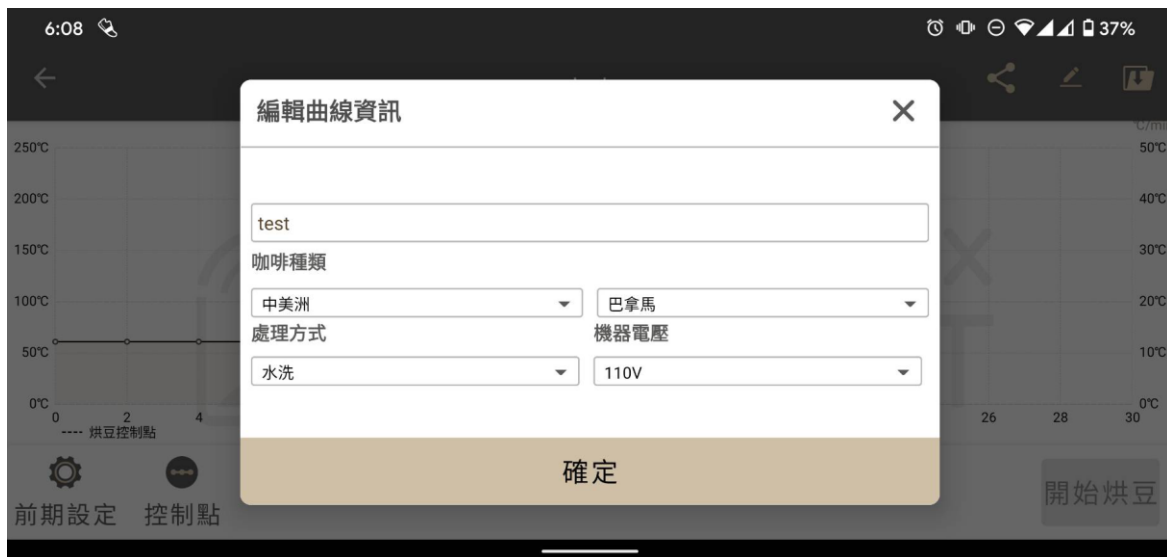 6:08 37%
編輯曲線資訊
°C/mi
250°C 50°C
200°C 40°C
test
150°C 30°C
咖啡種類
100°C 中美洲 巴拿馬 20°C
處理方式 機器電壓
50°C 10°C
水洗 110V
0°C 0°C
0 2 4 26 28 30
---- 烘豆控制點
確定
前期設定 控制點 開始烘豆